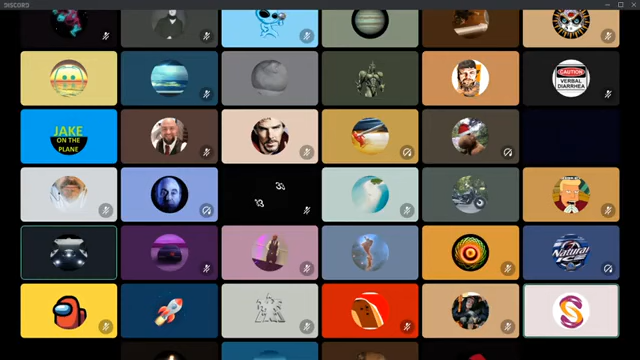 DISCORD
CAUTION
VERBAL
DIARRHEA
JAKE
ON THE
PLANE
Natural